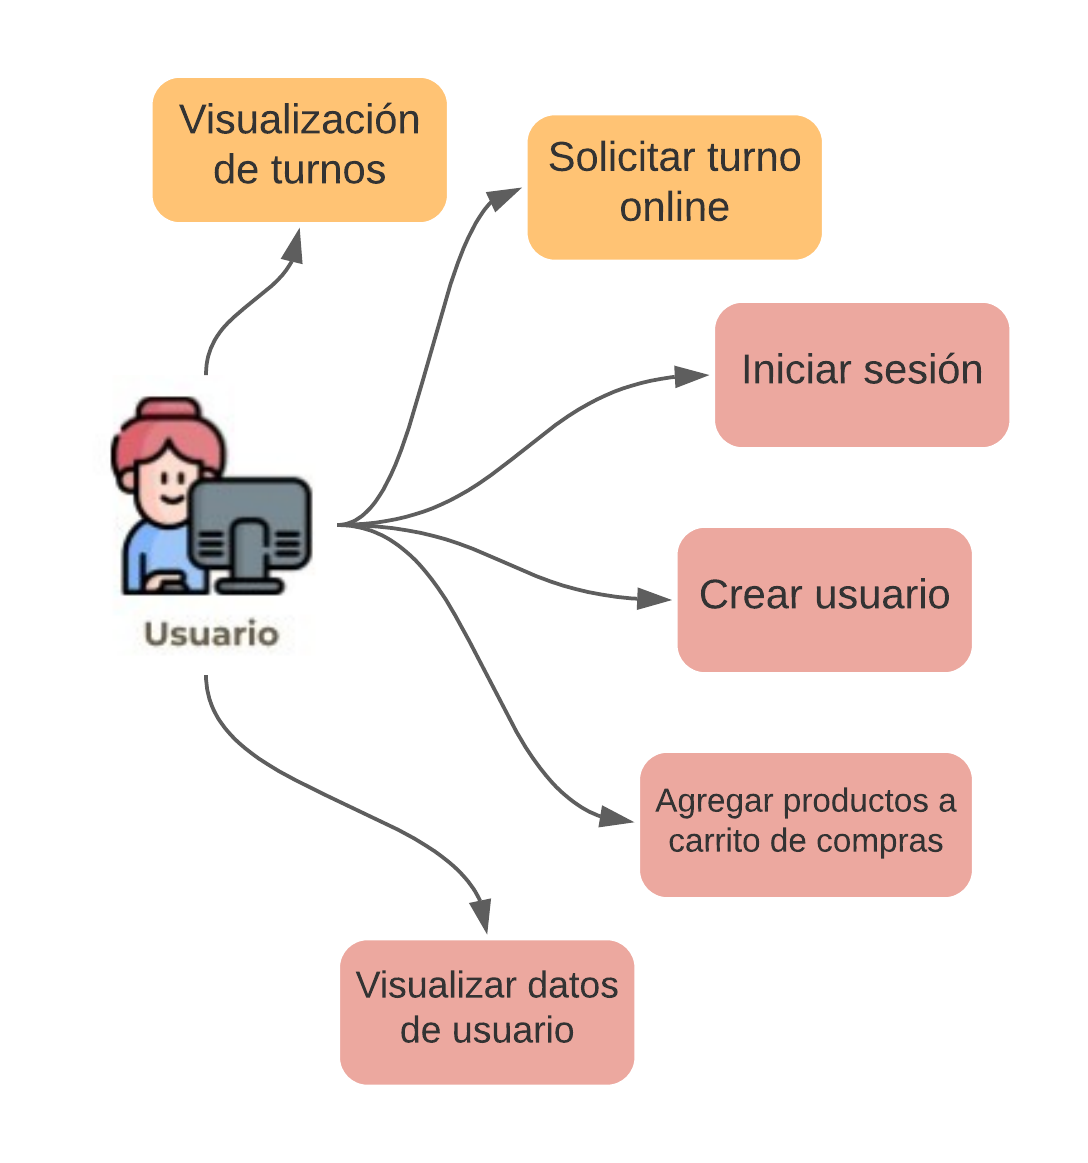 Visualización
de turnos
Solicitar turno
online
Iniciar sesión
Crear usuario
Usuario
Agregar productos a
carrito de compras
Visualizar datos
de usuario